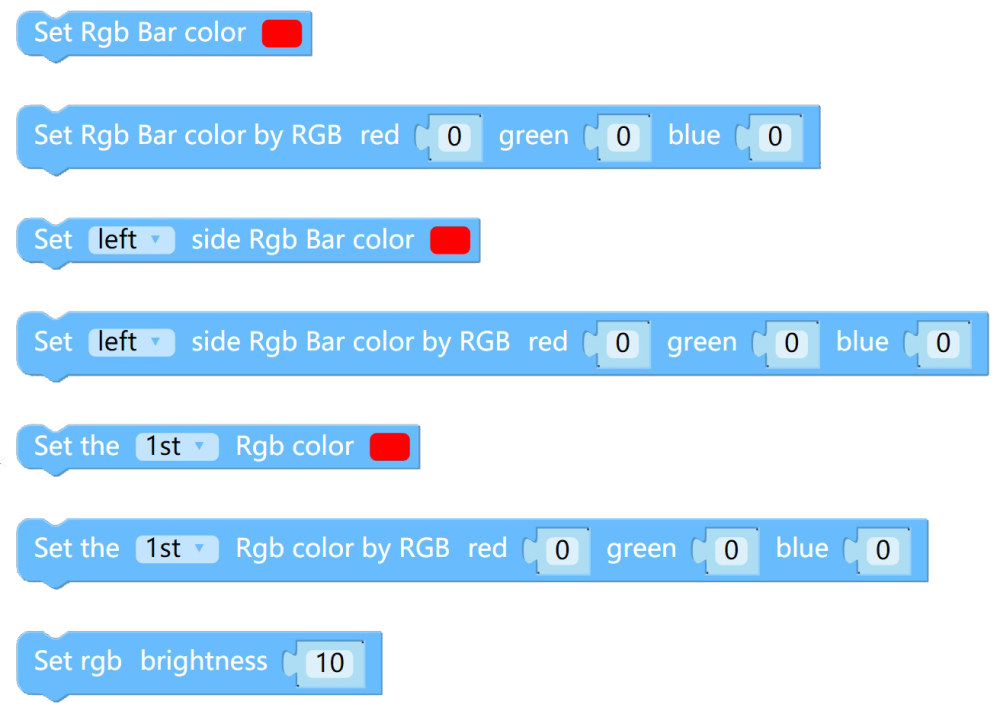 Set Rgb Bar color
Set Rgb Bar color by RGB red 0 green 0 blue 0
Set left side Rgb Bar color
Set left side Rgb Bar color by RGB red 0 green 0 blue 0
Set the 1st Rgb color
Set the 1st Rgb color by RGB red 0 green 0 blue 0
Set rgb brightness 10